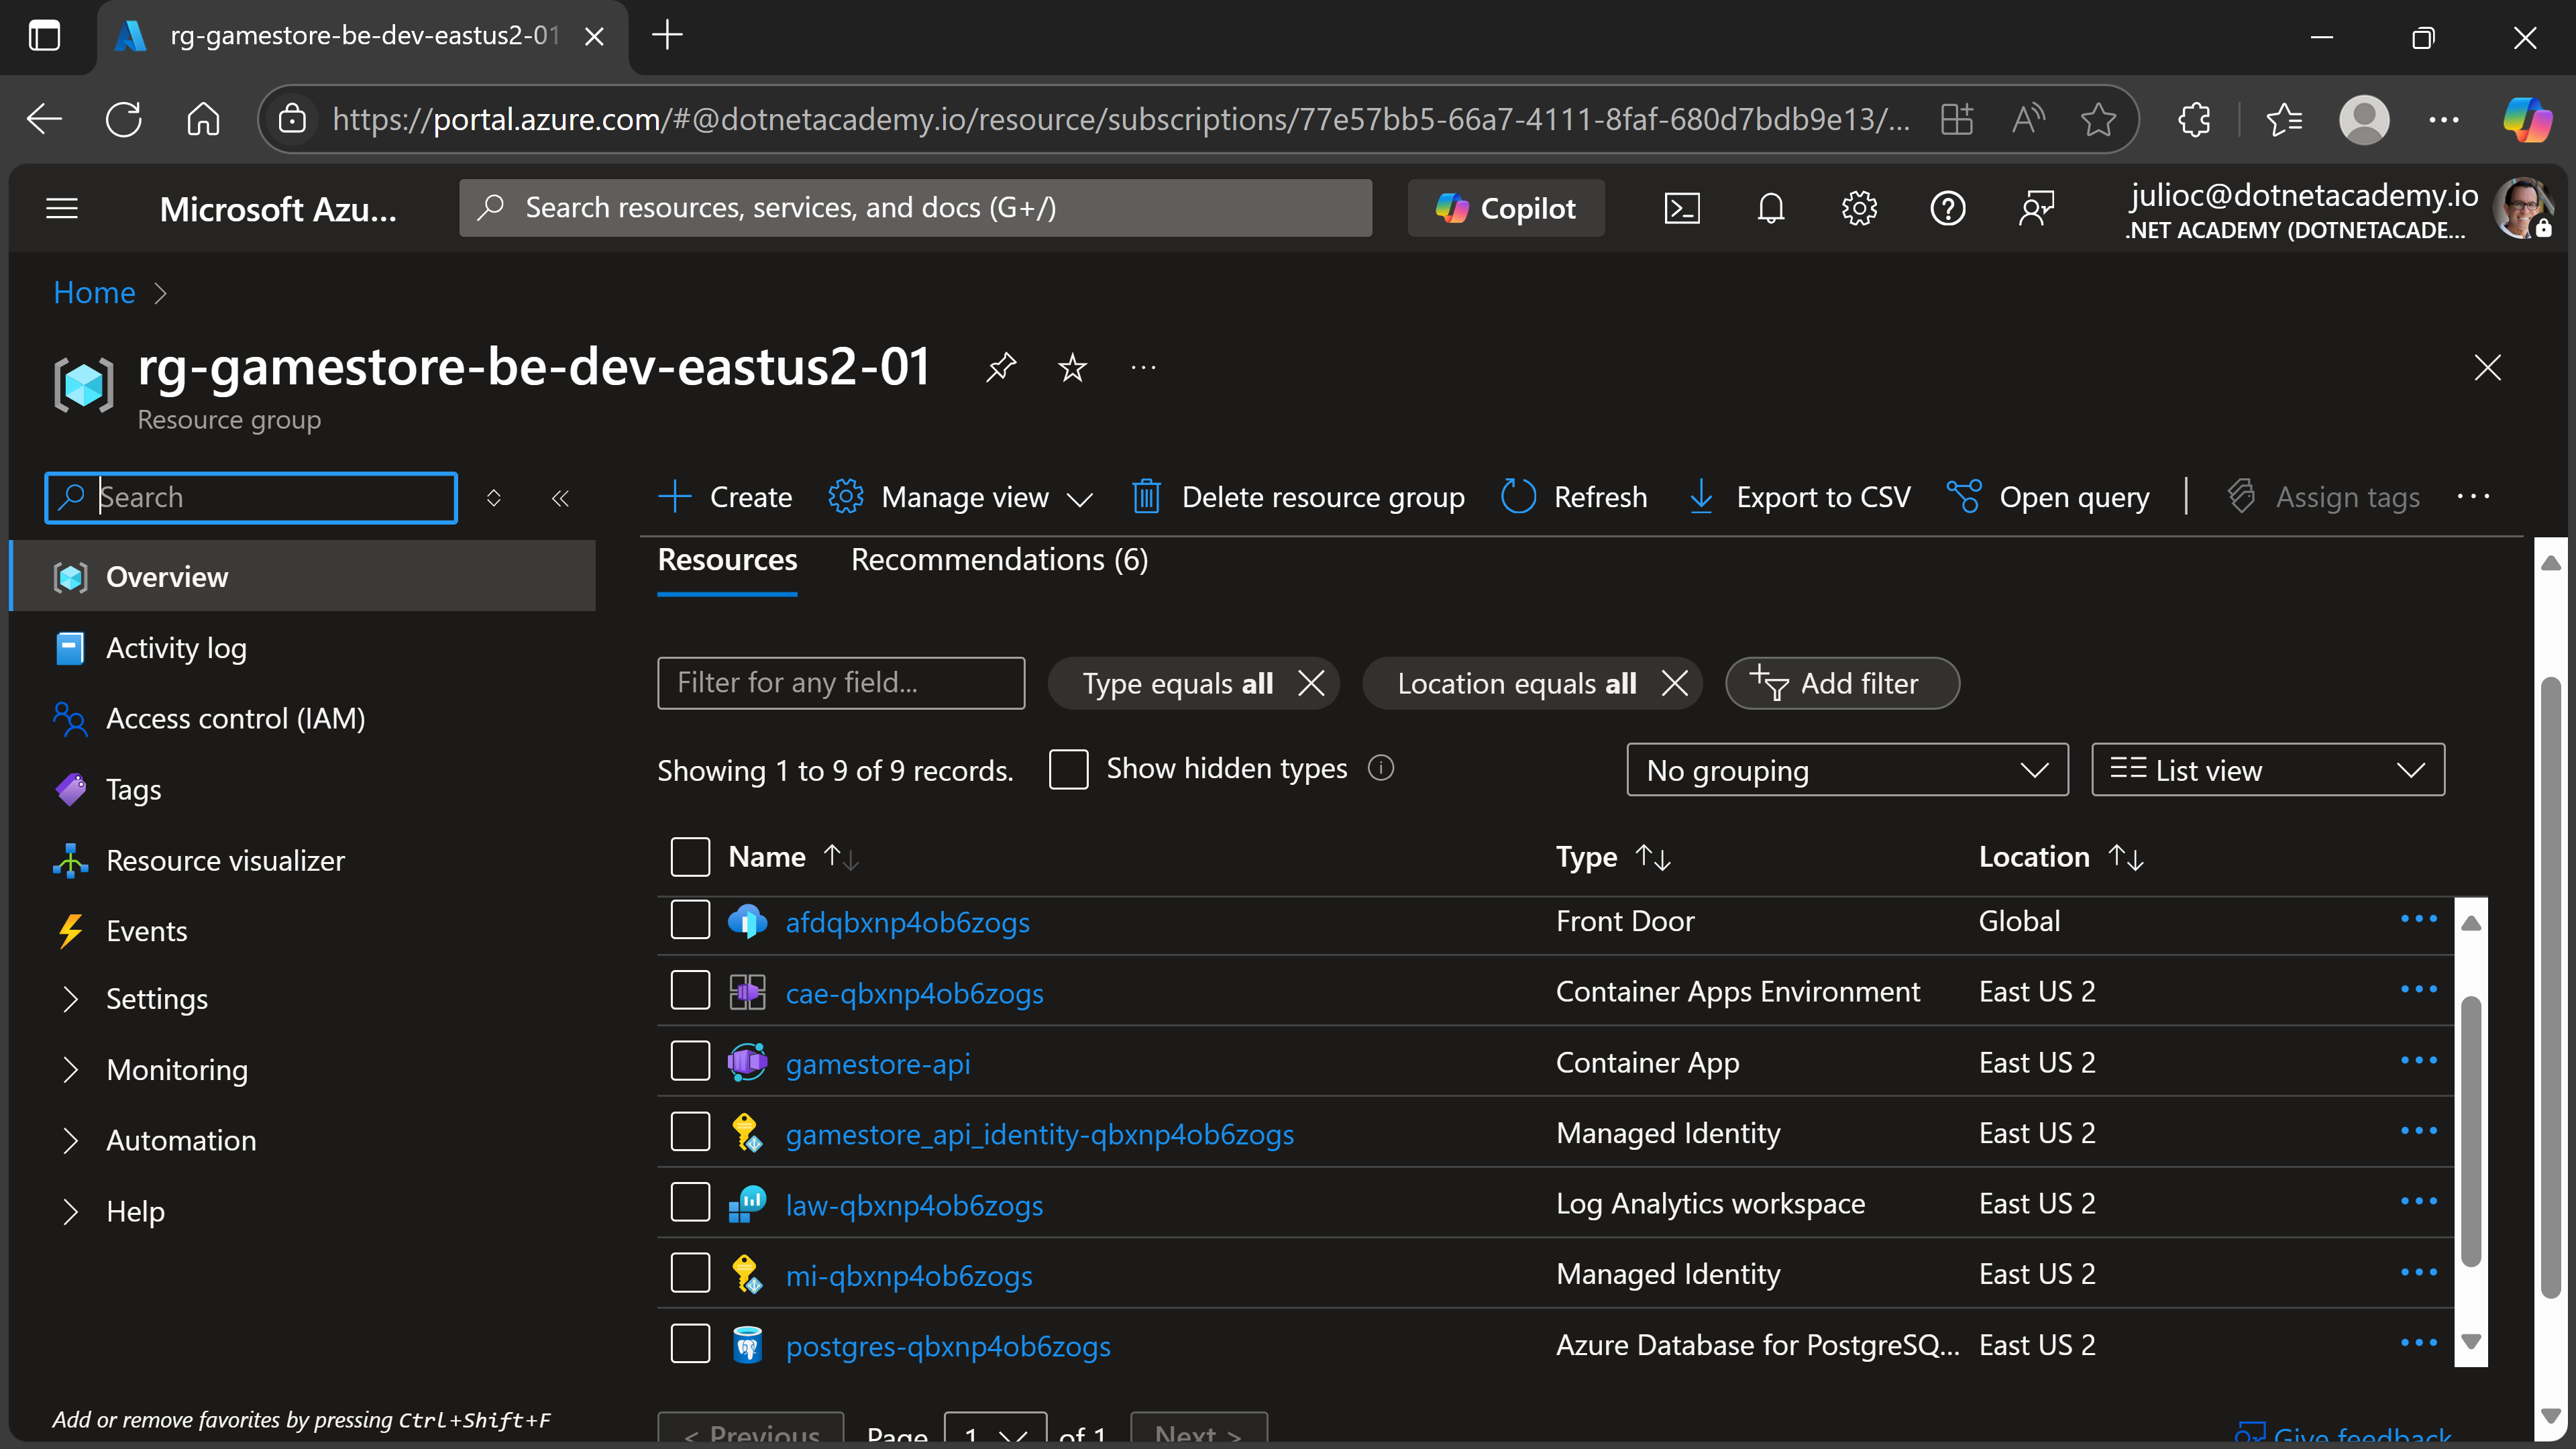 rg-gamestore-be-dev-eastus2-01
https://portal.azure.com/#@dotnetacademy.io/resource/subscriptions/77e57bb5-66a7-4111-8faf-680d7bdb9e13/...
Microsoft Azu...
Search resources, services, and docs (G+/)
Copilot
julioc@dotnetacademy.io
.NET ACADEMY (DOTNETACADE...
Home
rg-gamestore-be-dev-eastus2-01
Resource group
Search
Create
Manage view
Delete resource group
Refresh
Export to CSV
Open query
Assign tags
Overview
Activity log
Access control (IAM)
Tags
Resource visualizer
Events
Settings
Monitoring
Automation
Help
Add or remove favorites by pressing Ctrl+Shift+F
Resources
Recommendations (6)
Filter for any field...
Type equals all
Location equals all
Add filter
Showing 1 to 9 of 9 records.
Show hidden types
No grouping
List view
Name Type Location
afdqbxnp4ob6zogs Front Door Global
cae-qbxnp4ob6zogs Container Apps Environment East US 2
gamestore-api Container App East US 2
gamestore_api_identity-qbxnp4ob6zogs Managed Identity East US 2
law-qbxnp4ob6zogs Log Analytics workspace East US 2
mi-qbxnp4ob6zogs Managed Identity East US 2
postgres-qbxnp4ob6zogs Azure Database for PostgreSQ... East US 2
< Previous Page 1 of 1 Next >
Give feedback